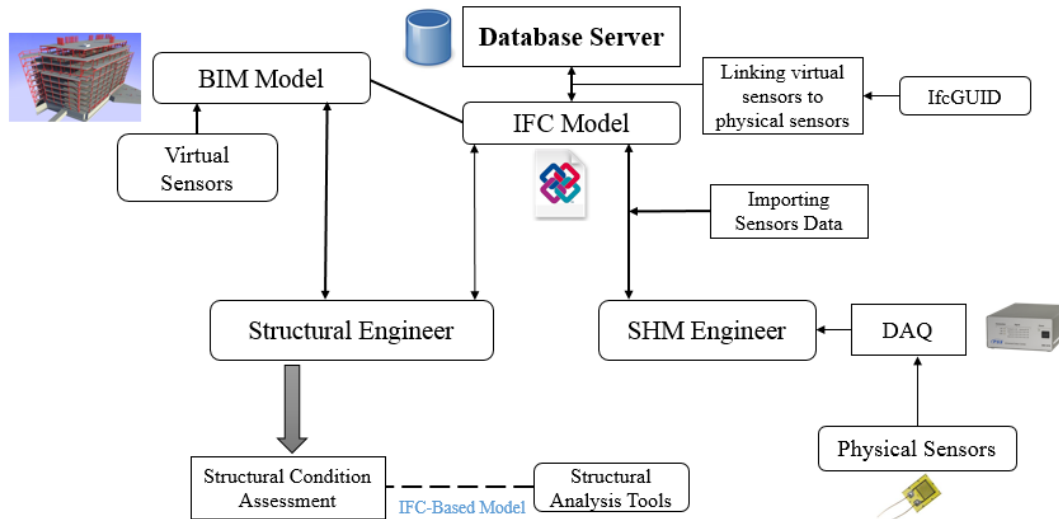 Database Server
BIM Model
Linking virtual
sensors to
physical sensors
IfcGUID
IFC Model
Virtual
Sensors
Importing
Sensors Data
Structural Engineer
SHM Engineer
DAQ
Physical Sensors
Structural Condition
Assessment
IFC-Based Model
Structural
Analysis Tools